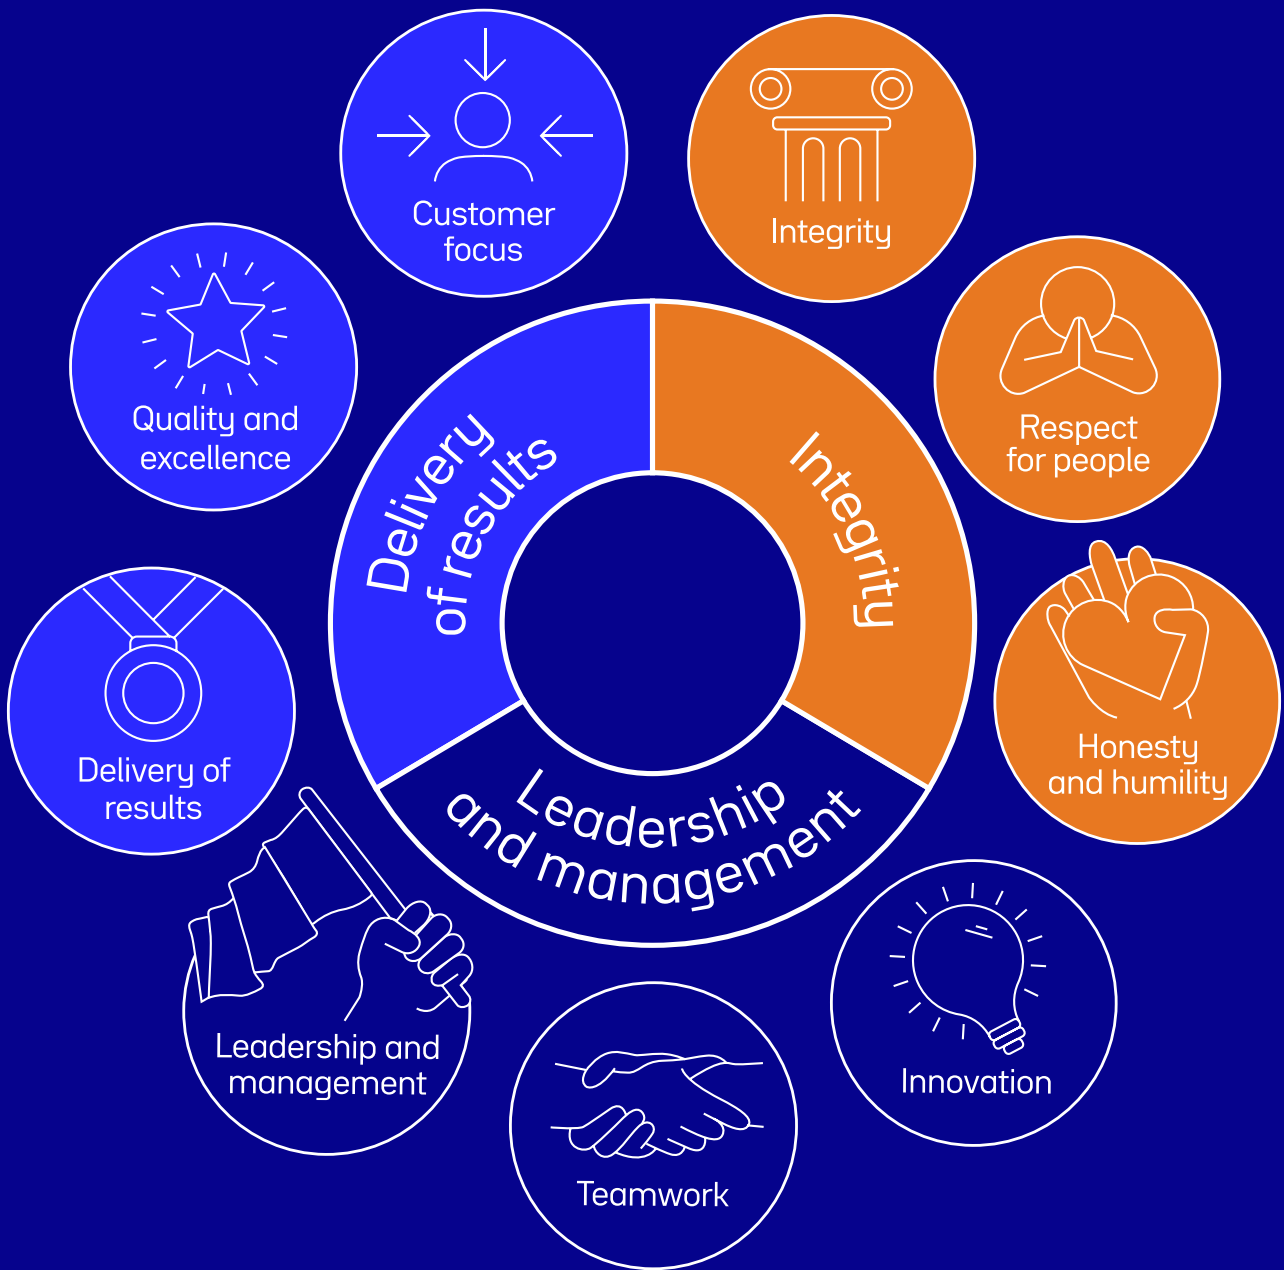 Customer
focus
Integrity
Quality and
excellence
Respect
for people
Delivery
of results
Integrity
Leadership
and management
Delivery of
results
Honesty
and humility
Leadership and
management
Innovation
Teamwork